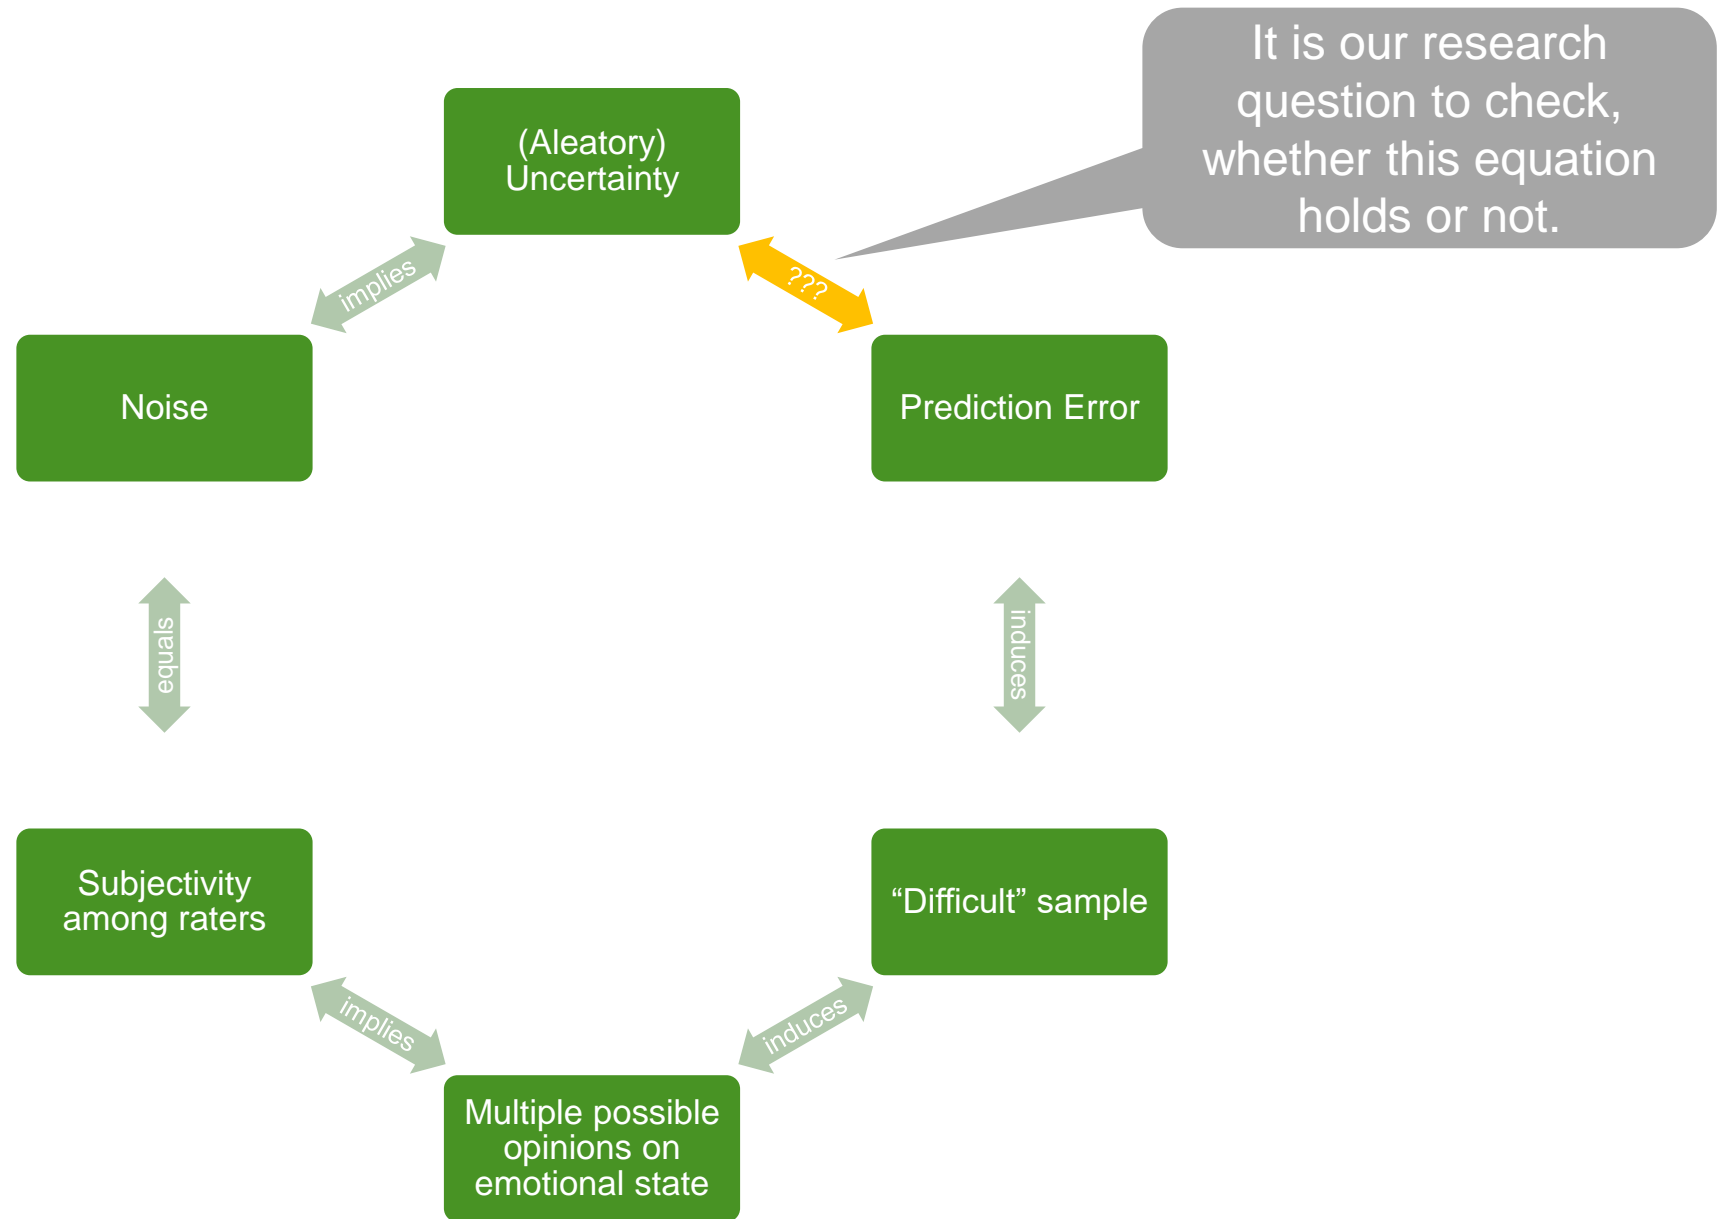 It is our research
question to check,
whether this equation
holds or not.
(Aleatory)
Uncertainty
implies
???
Noise
Prediction Error
equals
induces
Subjectivity
among raters
“Difficult” sample
implies
induces
Multiple possible
opinions on
emotional state